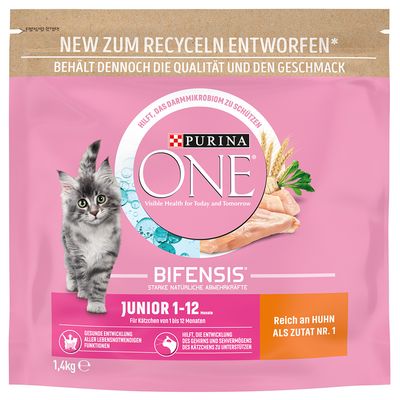 NEW ZUM RECYCELN ENTWORFEN*
BEHÄLT DENNOCH DIE QUALITÄT UND DEN GESCHMACK
HILFT, DAS DARMMIKROBIOM ZU SCHÜTZEN
PURINA
ONE
Visible Health for Today and Tomorrow
BIFENSIS
STARKE NATÜRLICHE ABWEHRKRÄFTE
JUNIOR 1-12 Monate
Für Kätzchen von 1 bis 12 Monaten
Reich an HUHN
ALS ZUTAT NR. 1
GESUNDE ENTWICKLUNG
ALLER LEBENSNOTWENDIGEN
FUNKTIONEN
HILFT, DIE ENTWICKLUNG
DES GEHIRNS UND SEHVERMÖGENS
DES KÄTZCHENS ZU UNTERSTÜTZEN
1,4kg e